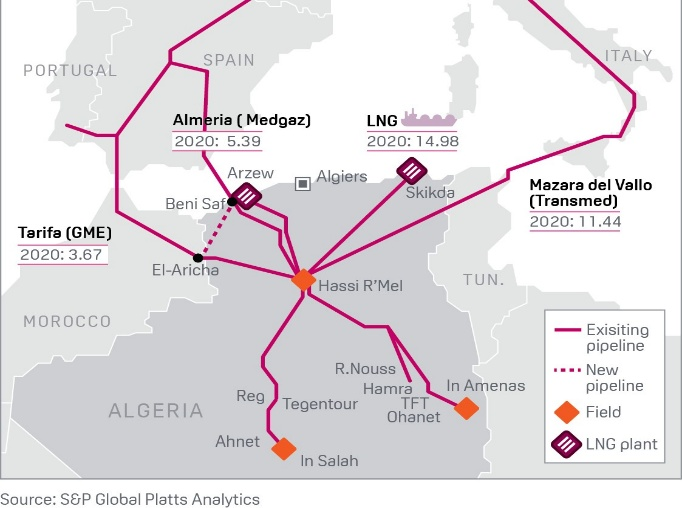 PORTUGAL
SPAIN
ITALY
Almeria ( Medgaz)
2020: 5.39
LNG
2020: 14.98
Arzew
Algiers
Skikda
Beni Saf
Mazara del Vallo
(Transmed)
2020: 11.44
Tarifa (GME)
2020: 3.67
El-Aricha
Hassi R’Mel
TUN.
MOROCCO
ALGERIA
R.Nouss
Hamra
TFT
Ohanet
In Amenas
Reg
Tegentour
Ahnet
In Salah
Exisiting
pipeline
New
pipeline
Field
LNG plant
Source: S&P Global Platts Analytics